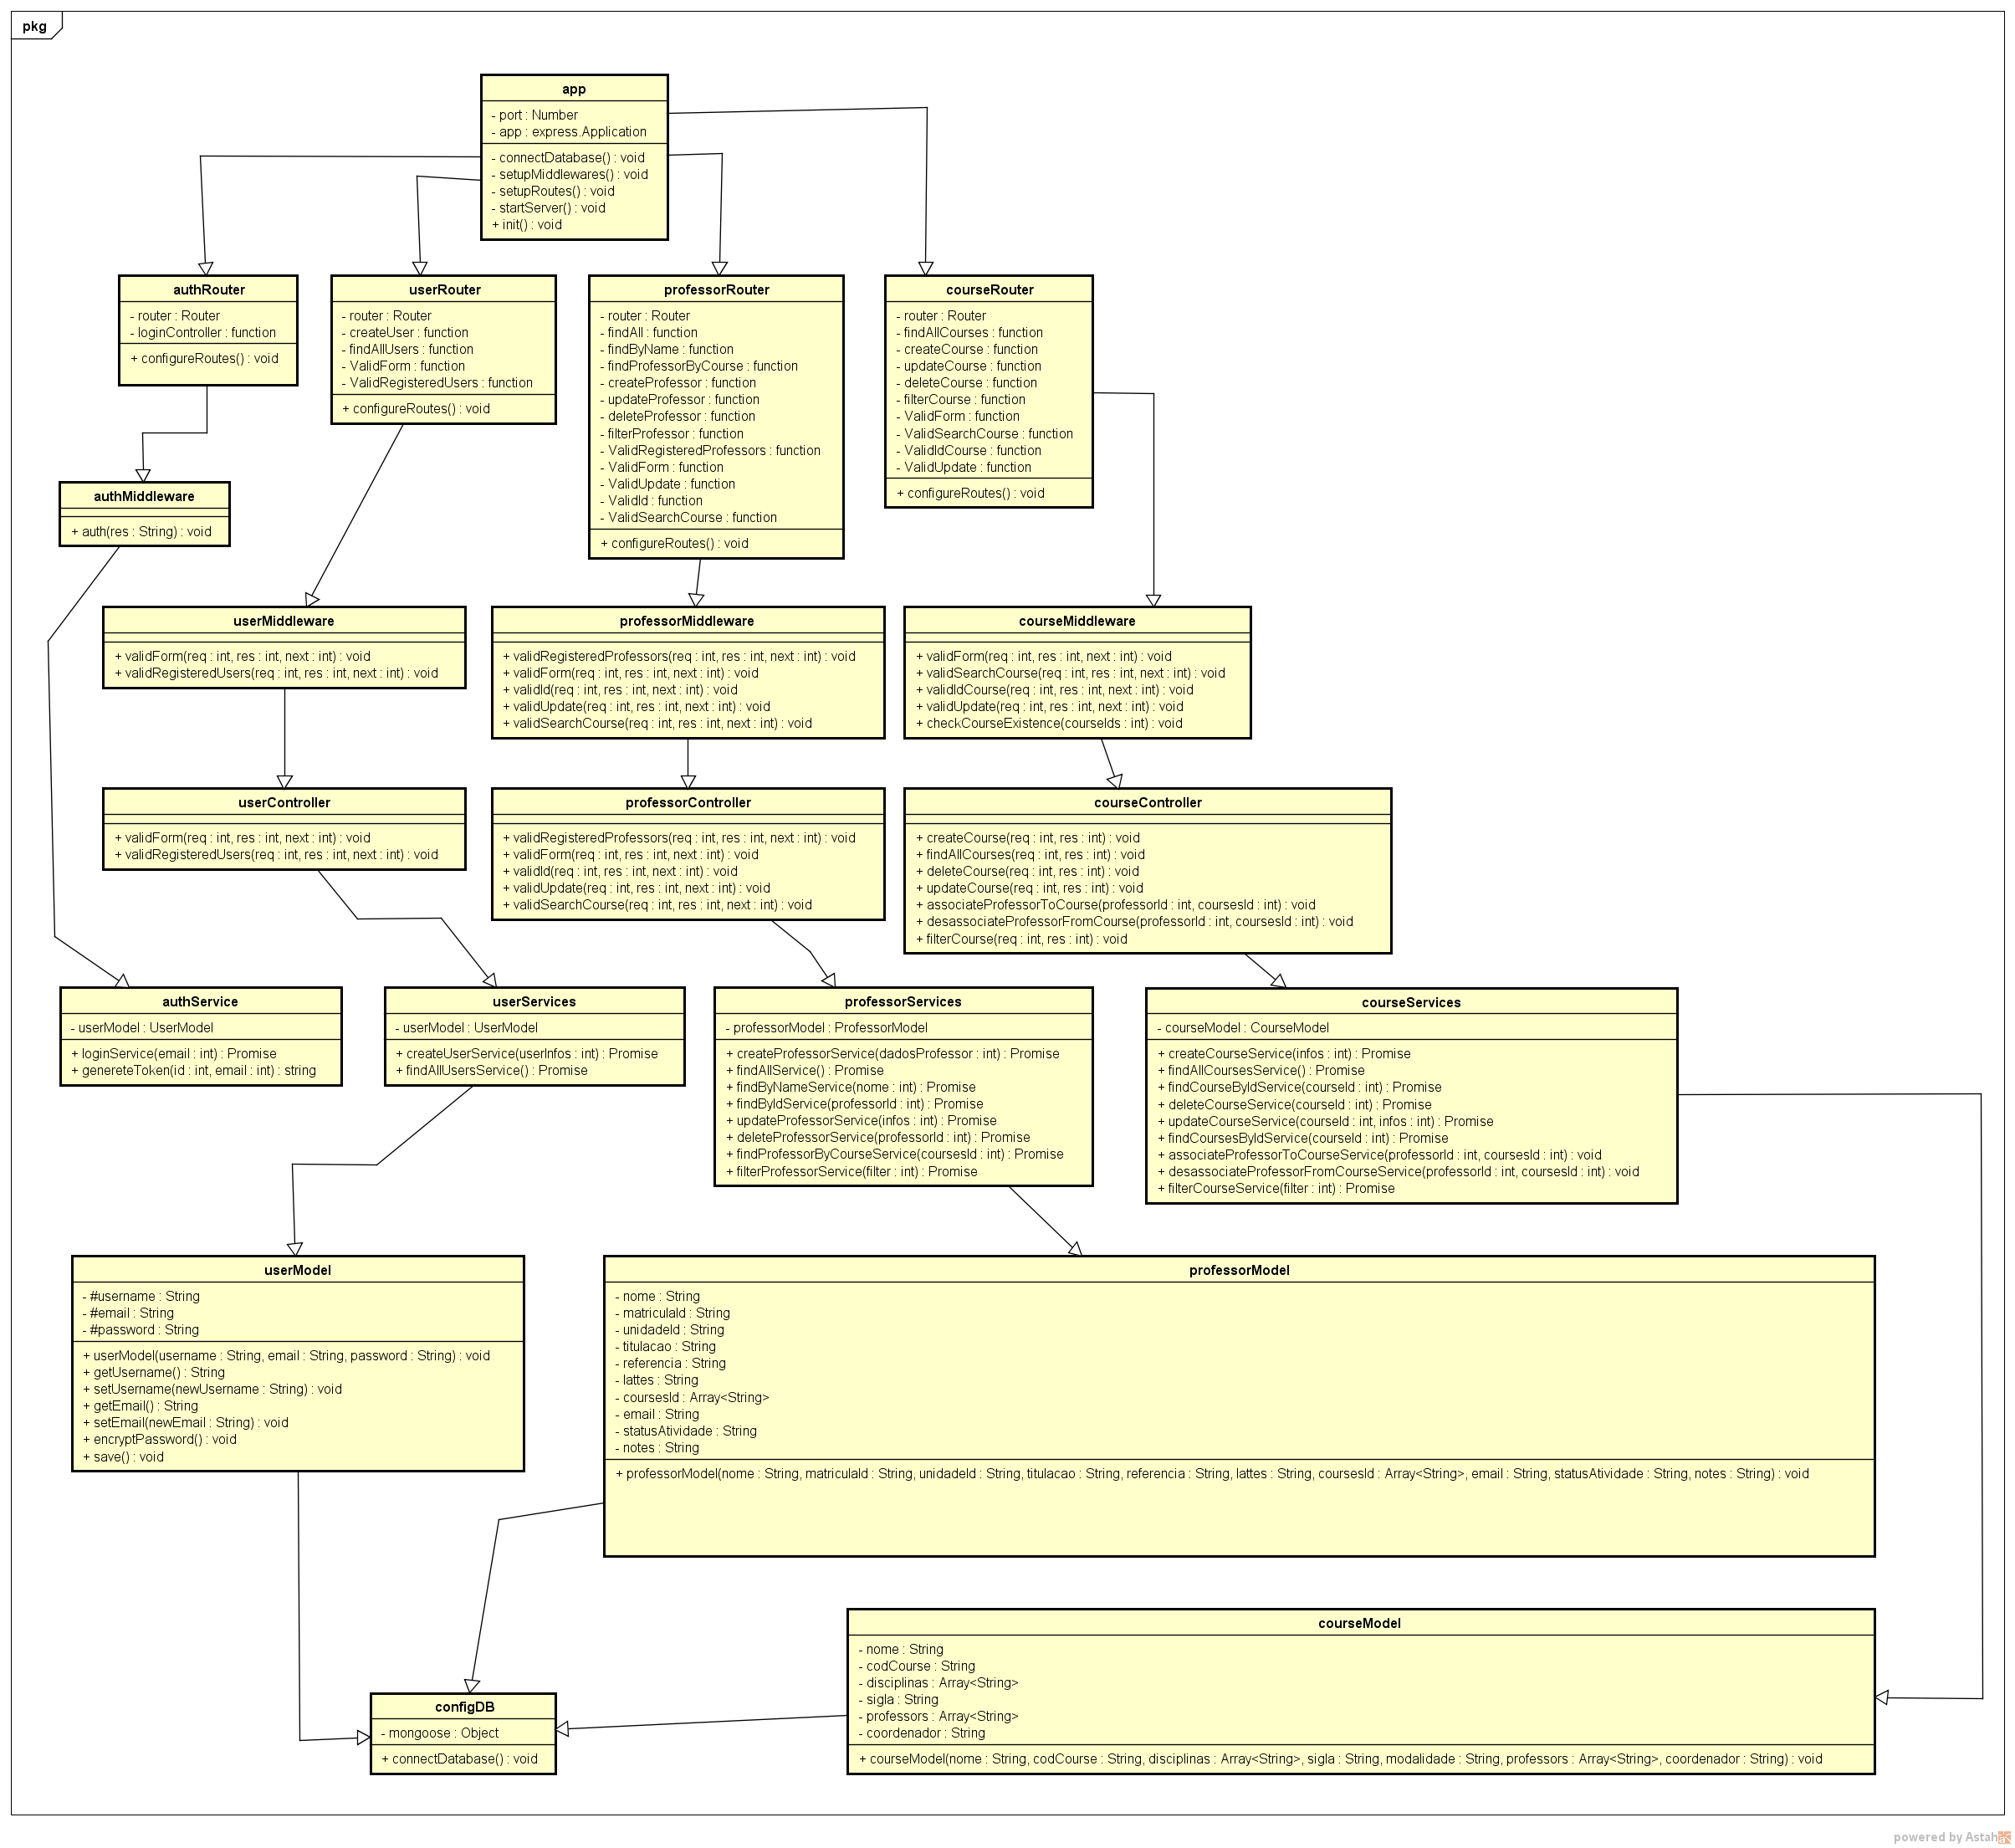 pkg
app
- port : Number
- app : express.Application
- connectDatabase() : void
- setupMiddlewares() : void
- setupRoutes() : void
- startServer() : void
+ init() : void
authRouter
- router : Router
- loginController : function
+ configureRoutes() : void
userRouter
- router : Router
- createUser : function
- findAllUsers : function
- ValidForm : function
- ValidRegisteredUsers : function
+ configureRoutes() : void
professorRouter
- router : Router
- findAll : function
- findByName : function
- findProfessorByCourse : function
- createProfessor : function
- updateProfessor : function
- deleteProfessor : function
- filterProfessor : function
- ValidRegisteredProfessors : function
- ValidForm : function
- ValidUpdate : function
- ValidId : function
- ValidSearchCourse : function
+ configureRoutes() : void
courseRouter
- router : Router
- findAllCourses : function
- createCourse : function
- updateCourse : function
- deleteCourse : function
- filterCourse : function
- ValidForm : function
- ValidSearchCourse : function
- ValidIdCourse : function
- ValidUpdate : function
+ configureRoutes() : void
authMiddleware
+ auth(res : String) : void
userMiddleware
+ validForm(req : int, res : int, next : int) : void
+ validRegisteredUsers(req : int, res : int, next : int) : void
professorMiddleware
+ validRegisteredProfessors(req : int, res : int, next : int) : void
+ validForm(req : int, res : int, next : int) : void
+ validId(req : int, res : int, next : int) : void
+ validUpdate(req : int, res : int, next : int) : void
+ validSearchCourse(req : int, res : int, next : int) : void
courseMiddleware
+ validForm(req : int, res : int, next : int) : void
+ validSearchCourse(req : int, res : int, next : int) : void
+ validIdCourse(req : int, res : int, next : int) : void
+ validUpdate(req : int, res : int, next : int) : void
+ checkCourseExistence(courseIds : int) : void
userController
+ validForm(req : int, res : int, next : int) : void
+ validRegisteredUsers(req : int, res : int, next : int) : void
professorController
+ validRegisteredProfessors(req : int, res : int, next : int) : void
+ validForm(req : int, res : int, next : int) : void
+ validId(req : int, res : int, next : int) : void
+ validUpdate(req : int, res : int, next : int) : void
+ validSearchCourse(req : int, res : int, next : int) : void
courseController
+ createCourse(req : int, res : int) : void
+ findAllCourses(req : int, res : int) : void
+ deleteCourse(req : int, res : int) : void
+ updateCourse(req : int, res : int) : void
+ associateProfessorToCourse(professorId : int, coursesId : int) : void
+ desassociateProfessorFromCourse(professorId : int, coursesId : int) : void
+ filterCourse(req : int, res : int) : void
authService
- userModel : UserModel
+ loginService(email : int) : Promise
+ genereteToken(id : int, email : int) : string
userServices
- userModel : UserModel
+ createUserService(userInfos : int) : Promise
+ findAllUsersService() : Promise
professorServices
- professorModel : ProfessorModel
+ createProfessorService(dadosProfessor : int) : Promise
+ findAllService() : Promise
+ findByNameService(nome : int) : Promise
+ findByIdService(professorId : int) : Promise
+ updateProfessorService(infos : int) : Promise
+ deleteProfessorService(professorId : int) : Promise
+ findProfessorByCourseService(coursesId : int) : Promise
+ filterProfessorService(filter : int) : Promise
courseServices
- courseModel : CourseModel
+ createCourseService(infos : int) : Promise
+ findAllCoursesService() : Promise
+ findCourseByIdService(courseId : int) : Promise
+ deleteCourseService(courseId : int) : Promise
+ updateCourseService(courseId : int, infos : int) : Promise
+ findCoursesByIdService(courseId : int) : Promise
+ associateProfessorToCourseService(professorId : int, coursesId : int) : void
+ desassociateProfessorFromCourseService(professorId : int, coursesId : int) : void
+ filterCourseService(filter : int) : Promise
userModel
- #username : String
- #email : String
- #password : String
+ userModel(username : String, email : String, password : String) : void
+ getUsername() : String
+ setUsername(newUsername : String) : void
+ getEmail() : String
+ setEmail(newEmail : String) : void
+ encryptPassword() : void
+ save() : void
professorModel
- nome : String
- matriculaId : String
- unidadeId : String
- titulacao : String
- referencia : String
- lattes : String
- coursesId : Array<String>
- email : String
- statusAtividade : String
- notes : String
+ professorModel(nome : String, matriculaId : String, unidadeId : String, titulacao : String, referencia : String, lattes : String, coursesId : Array<String>, email : String, statusAtividade : String, notes : String) : void
courseModel
- nome : String
- codCourse : String
- disciplinas : Array<String>
- sigla : String
- professors : Array<String>
- coordenador : String
+ courseModel(nome : String, codCourse : String, disciplinas : Array<String>, sigla : String, modalidade : String, professors : Array<String>, coordenador : String) : void
configDB
- mongoose : Object
+ connectDatabase() : void
powered by Astah